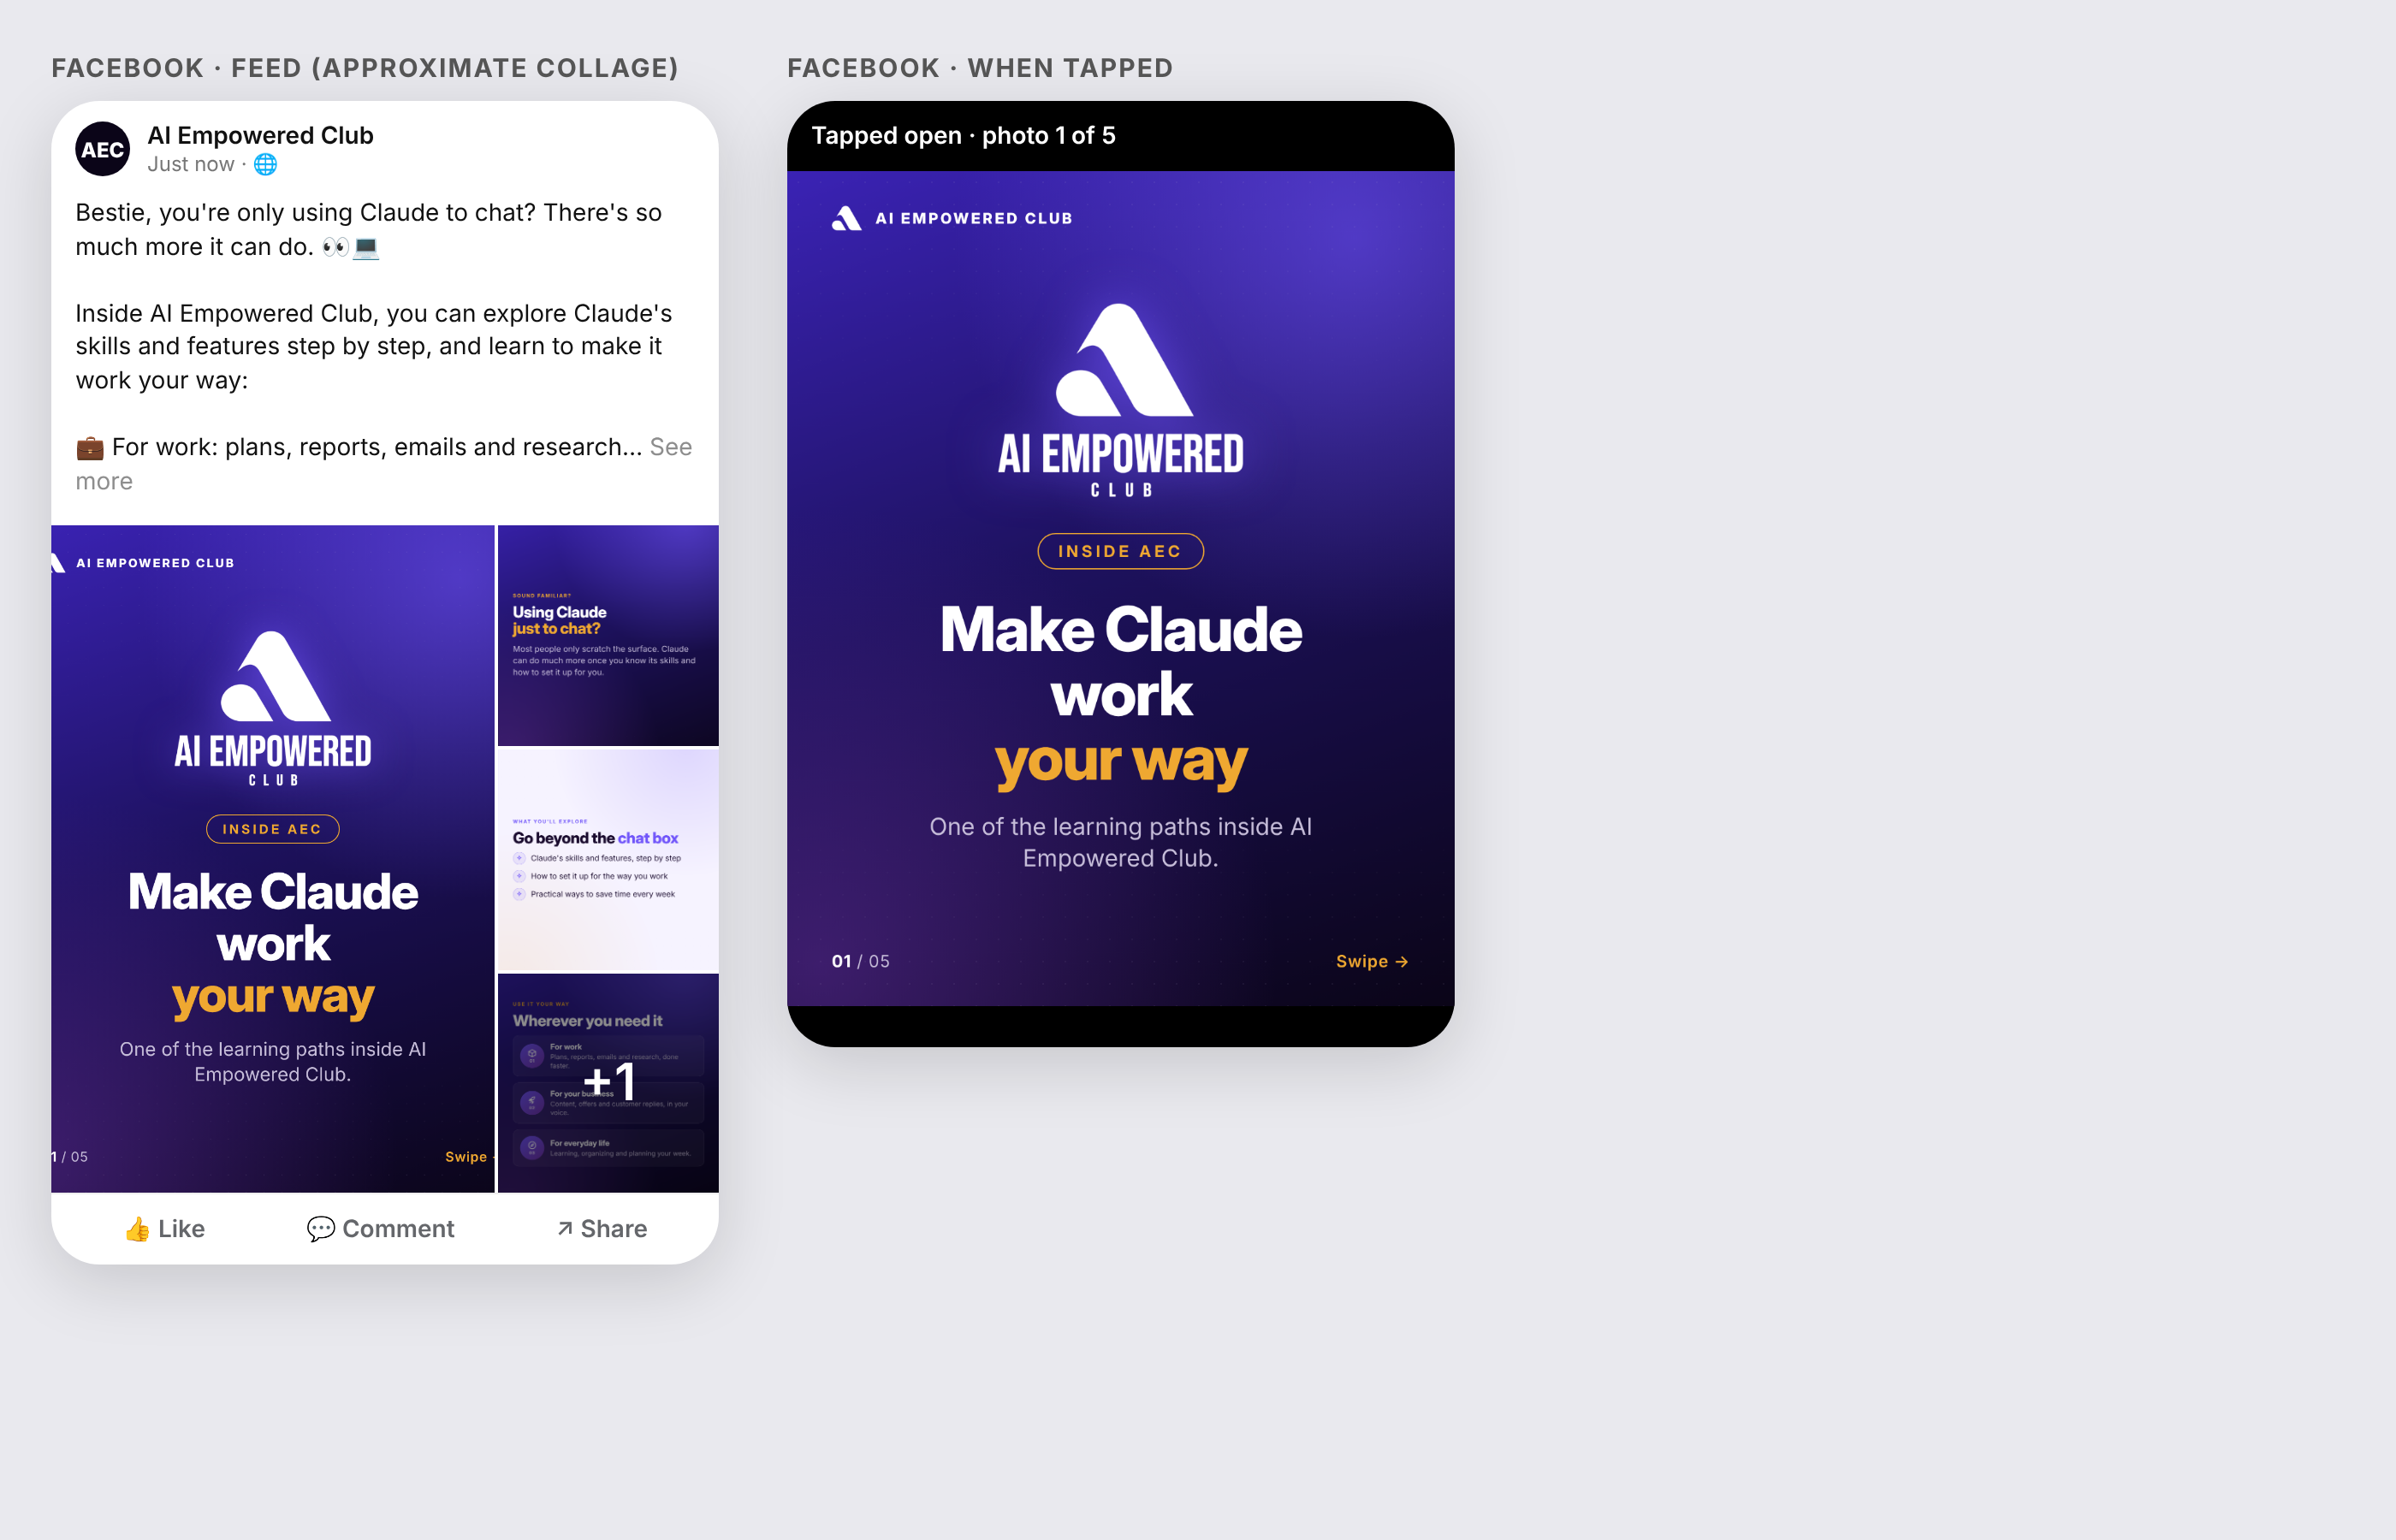 FACEBOOK · FEED (APPROXIMATE COLLAGE)
AEC
AI Empowered Club
Just now ·
Bestie, you're only using Claude to chat? There's so
much more it can do. 👀💻
Inside AI Empowered Club, you can explore Claude's
skills and features step by step, and learn to make it
work your way:
💼 For work: plans, reports, emails and research... See
more
AI EMPOWERED CLUB
AI EMPOWERED
CLUB
INSIDE AEC
Make Claude
work
your way
One of the learning paths inside AI
Empowered Club.
1 / 05
Swipe
SOUND FAMILIAR?
Using Claude
just to chat?
Most people only scratch the surface. Claude
can do much more once you know its skills and
how to set it up for you.
WHAT YOU'LL EXPLORE
Go beyond the chat box
Claude's skills and features, step by step
How to set it up for the way you work
Practical ways to save time every week
USE IT YOUR WAY
Wherever you need it
For work
Plans, reports, emails and research, done
faster.
+1
For your business
Content, offers and customer replies, in your
voice.
For everyday life
Learning, organizing and planning your week.
👍 Like
💬 Comment
↗ Share
FACEBOOK · WHEN TAPPED
Tapped open · photo 1 of 5
AI EMPOWERED CLUB
AI EMPOWERED
CLUB
INSIDE AEC
Make Claude
work
your way
One of the learning paths inside AI
Empowered Club.
01 / 05
Swipe →